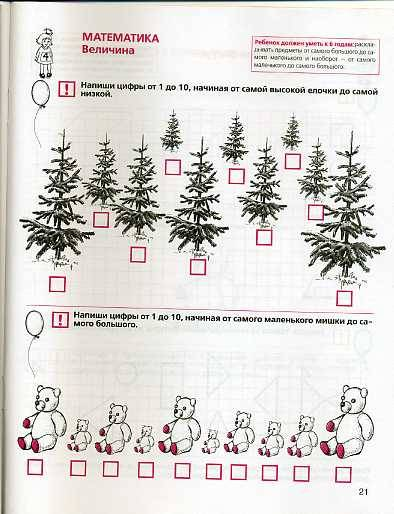 МАТЕМАТИКА
Величина
Ребенок должен уметь к 6 годам: раскла-
дывать предметы от самого большого до са-
мого маленького и наоборот – от самого
маленького до самого большого.
! Напиши цифры от 1 до 10, начиная от самой высокой елочки до самой
низкой.
! Напиши цифры от 1 до 10, начиная от самого маленького мишки до са-
мого большого.
21